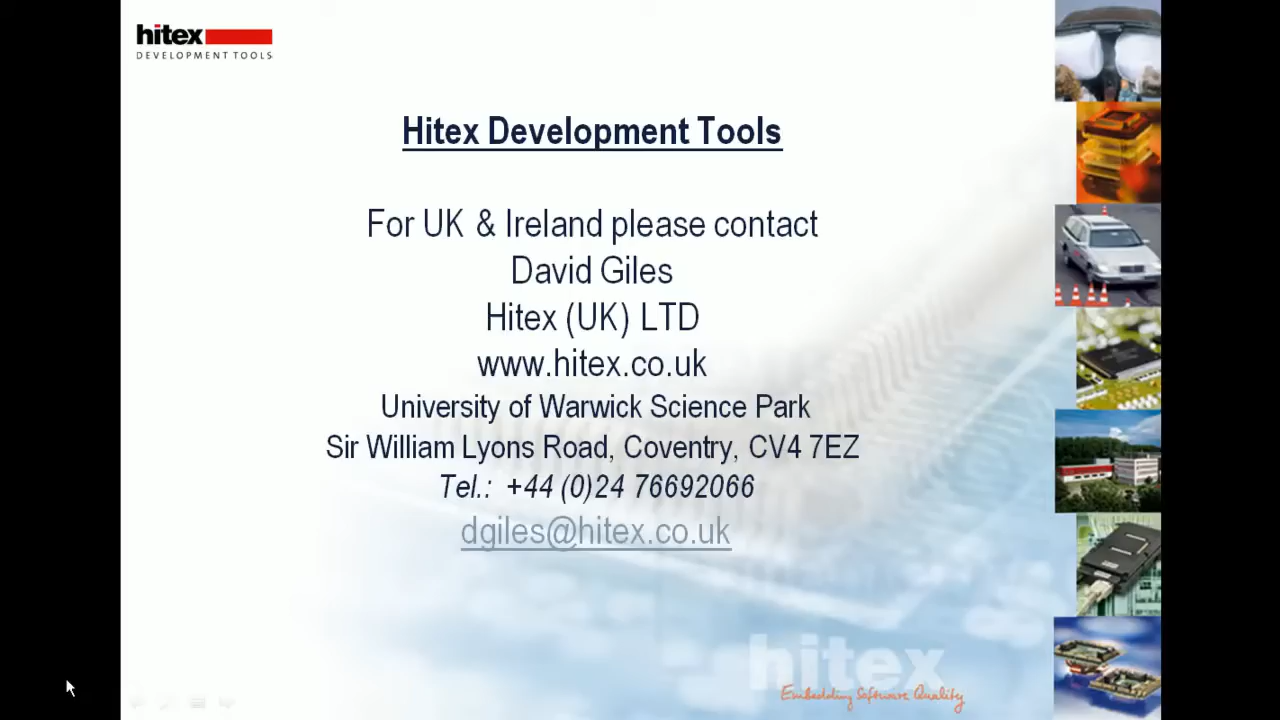 hitex
DEVELOPMENT TOOLS
Hitex Development Tools
For UK & Ireland please contact
David Giles
Hitex (UK) LTD
www.hitex.co.uk
University of Warwick Science Park
Sir William Lyons Road, Coventry, CV4 7EZ
Tel.: +44 (0)24 76692066
dgiles@hitex.co.uk
hitex
Embedding Software Quality